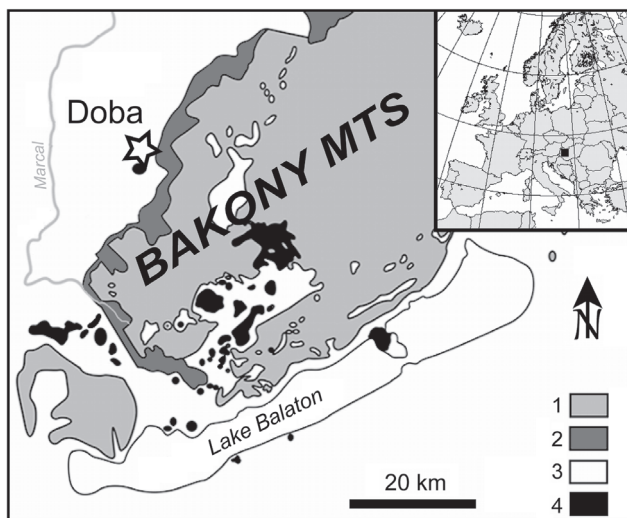 Doba
Marcal
BAKONY MTS
N
1
2
3
4
Lake Balaton
20 km